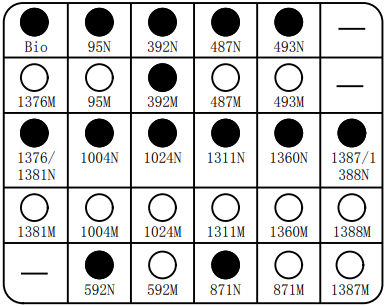 Bio 95N 392N 487N 493N —
1376M 95M 392M 487M 493M —
1376/ 1004N 1024N 1311N 1360N 1387/1
1381N 388N
1381M 1004M 1024M 1311M 1360M 1388M
— 592N 592M 871N 871M 1387M